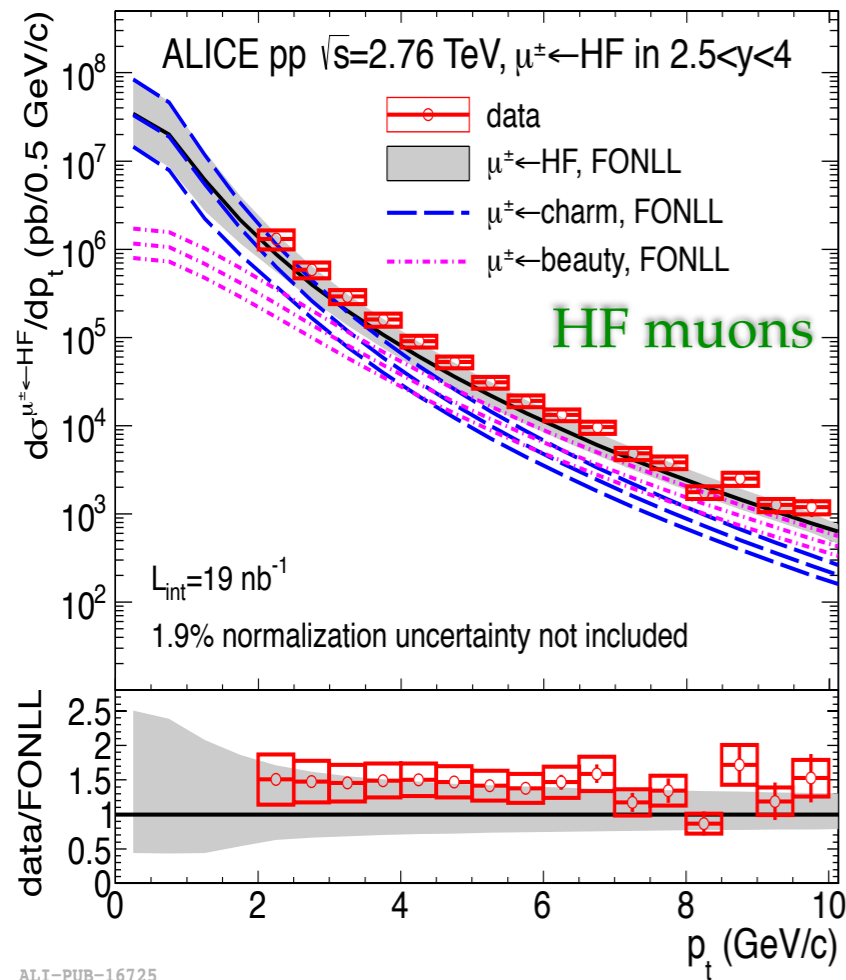 ALICE pp √s=2.76 TeV, μ±←HF in 2.5<y<4
data
μ±←HF, FONLL
μ±←charm, FONLL
μ±←beauty, FONLL
HF muons
dσ^μ±←HF/dp_t (pb/0.5 GeV/c)
10^8
10^7
10^6
10^5
10^4
10^3
10^2
L_int=19 nb^-1
1.9% normalization uncertainty not included
data/FONLL
2.5
2
1.5
1
0.5
0
0 2 4 6 8 10
p_t (GeV/c)
ALI-PUB-16725